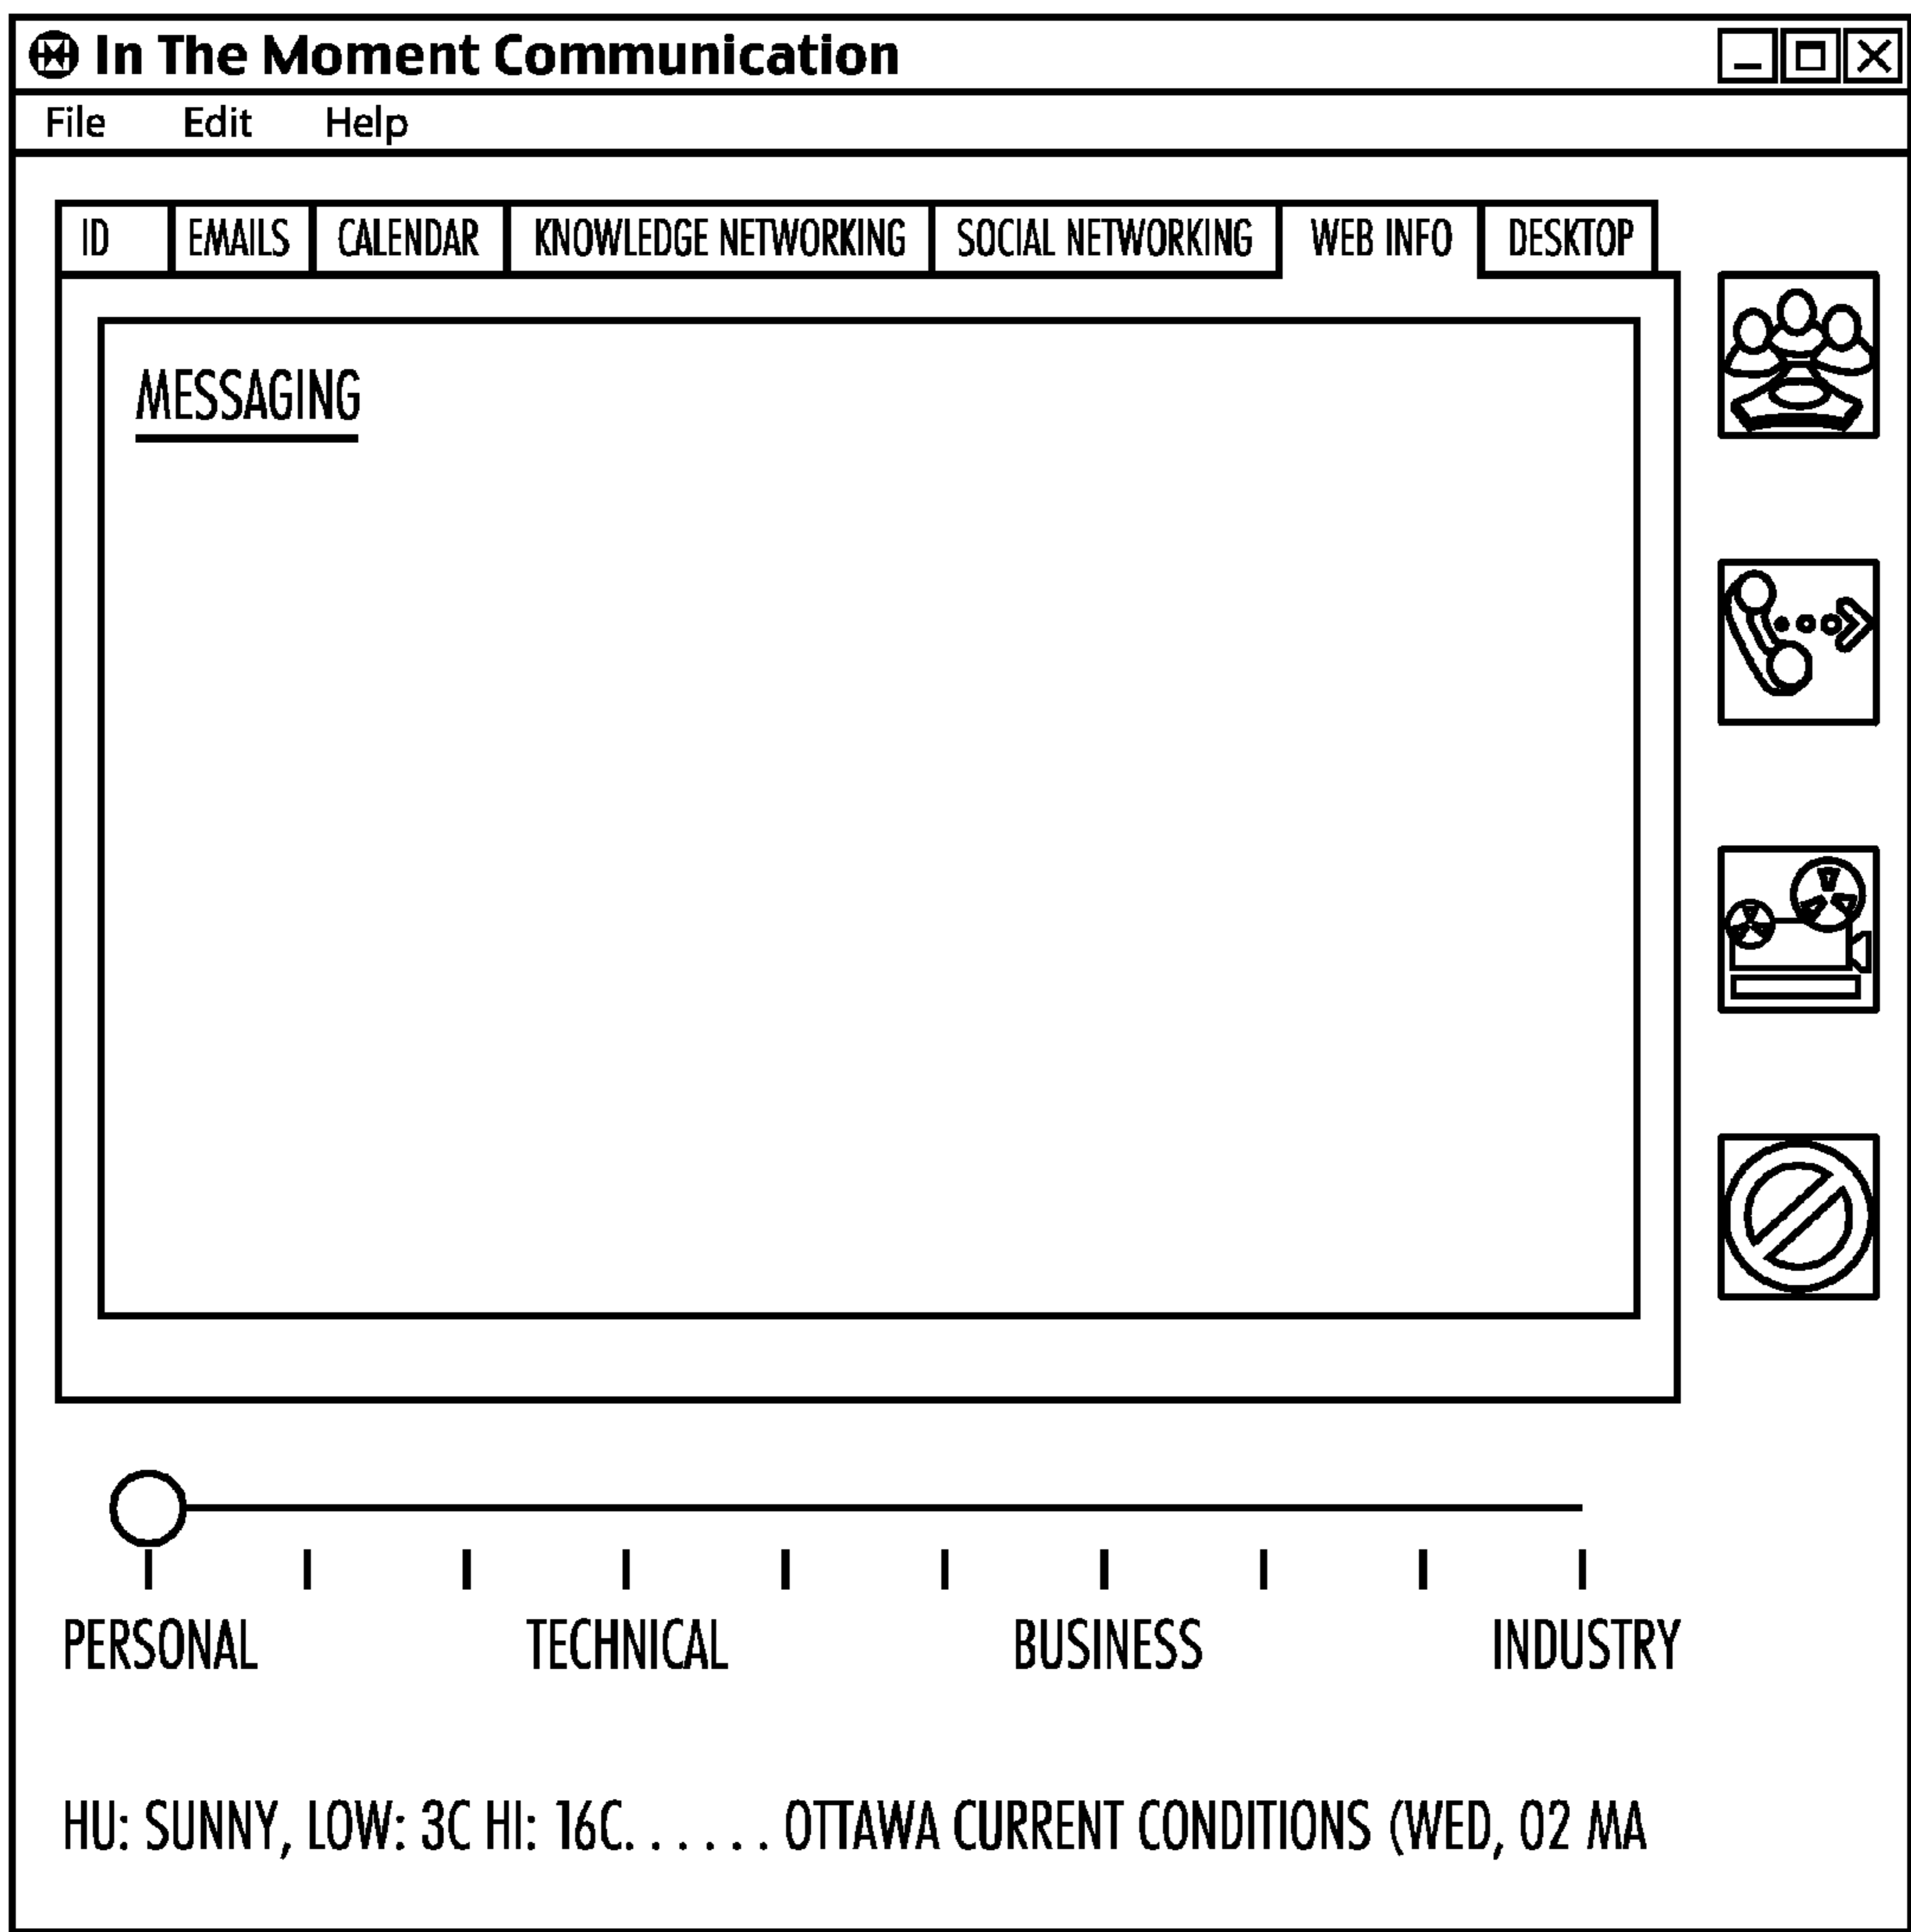 In The Moment Communication
File Edit Help
ID EMAILS CALENDAR KNOWLEDGE NETWORKING SOCIAL NETWORKING WEB INFO DESKTOP
MESSAGING
PERSONAL TECHNICAL BUSINESS INDUSTRY
HU: SUNNY, LOW: 3C HI: 16C. . . . . . OTTAWA CURRENT CONDITIONS (WED, 02 MA